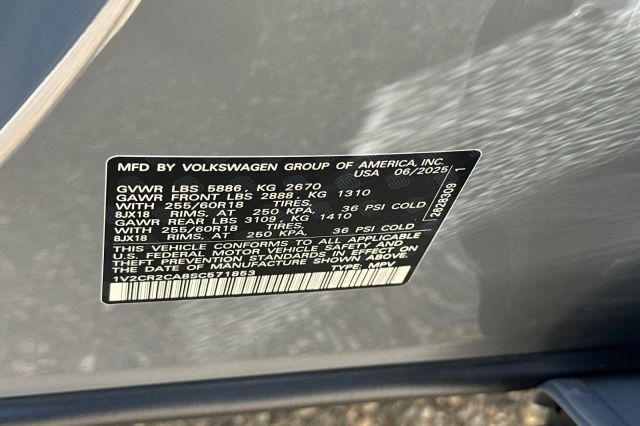 MFD BY VOLKSWAGEN GROUP OF AMERICA, INC.
USA 06/2025
GVWR LBS 5886, KG 2670
GAWR FRONT LBS 2888, KG 1310
WITH 255/60R18 TIRES,
8JX18 RIMS, AT 250 KPA, 36 PSI COLD
GAWR REAR LBS 3109, KG 1410
WITH 255/60R18 TIRES,
8JX18 RIMS, AT 250 KPA, 36 PSI COLD
THIS VEHICLE CONFORMS TO ALL APPLICABLE
U.S. FEDERAL MOTOR VEHICLE SAFETY AND
THEFT PREVENTION STANDARDS IN EFFECT ON
THE DATE OF MANUFACTURE SHOWN ABOVE.
1V2CR2CA8SC571853 TYPE: MPV
2828309 1